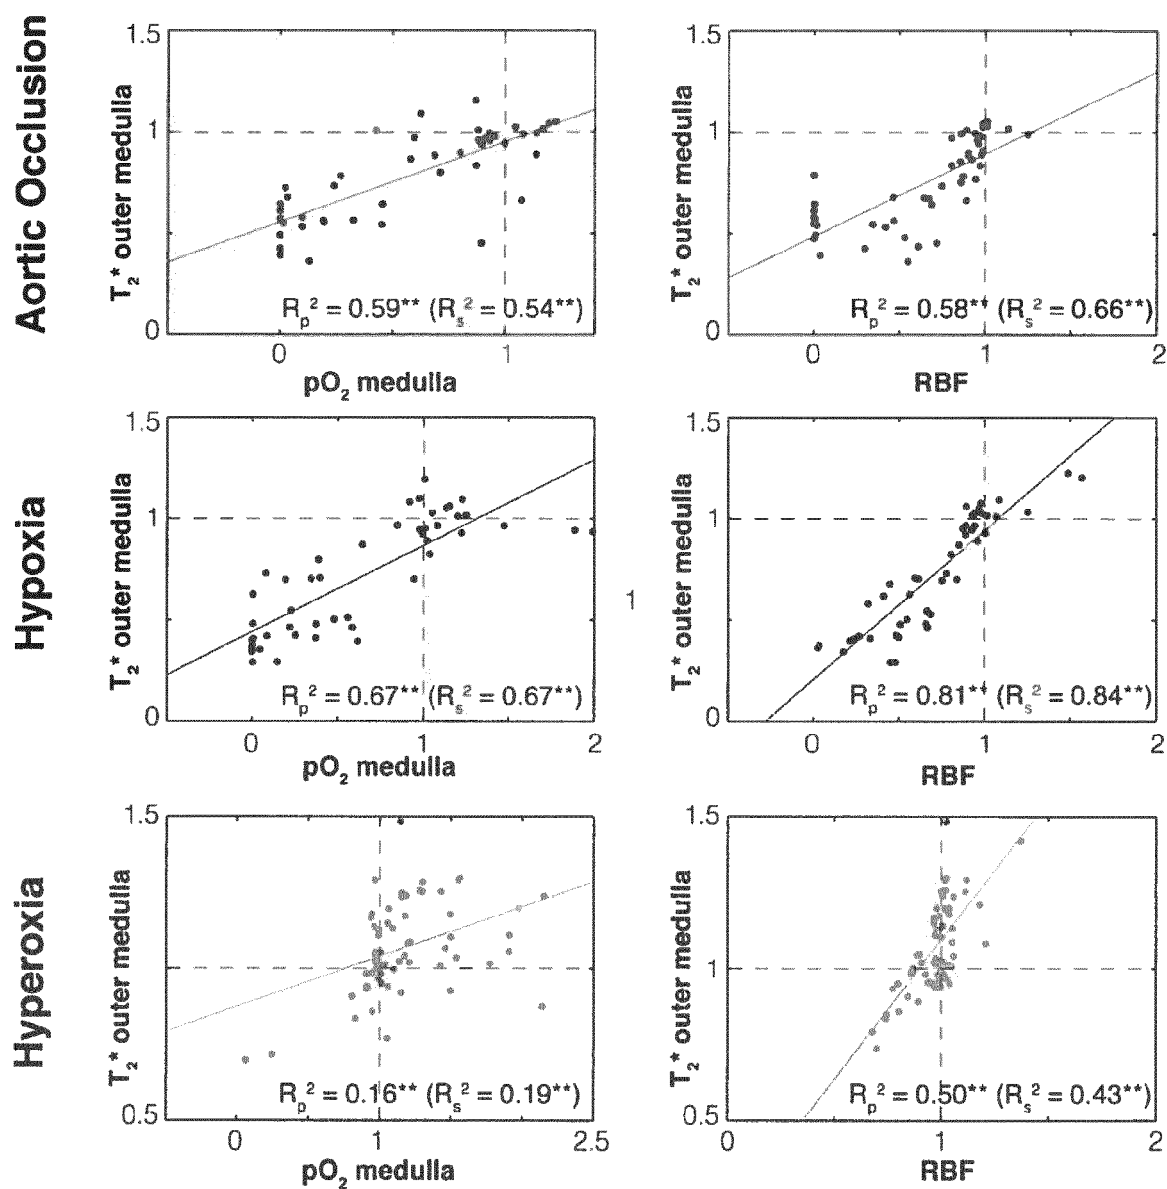 Aortic Occlusion
1.5
1
0
T₂* outer medulla
Rₚ² = 0.59** (Rₛ² = 0.54**)
0 1
pO₂ medulla
1.5
1
0
T₂* outer medulla
Rₚ² = 0.58** (Rₛ² = 0.66**)
0 1 2
RBF
Hypoxia
1.5
1
0
T₂* outer medulla
Rₚ² = 0.67** (Rₛ² = 0.67**)
0 1 2
pO₂ medulla
1
1.5
1
0
T₂* outer medulla
Rₚ² = 0.81** (Rₛ² = 0.84**)
0 1 2
RBF
Hyperoxia
1.5
1
0.5
T₂* outer medulla
Rₚ² = 0.16** (Rₛ² = 0.19**)
0 1 2.5
pO₂ medulla
1.5
1
0.5
T₂* outer medulla
Rₚ² = 0.50** (Rₛ² = 0.43**)
0 1 2
RBF